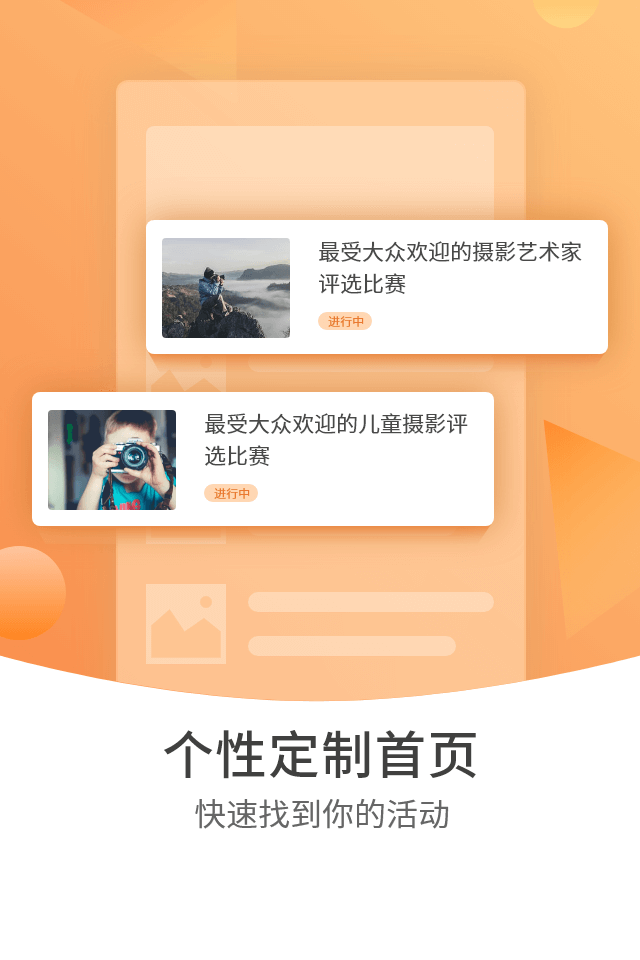 最受大众欢迎的摄影艺术家
评选比赛
进行中
最受大众欢迎的儿童摄影评
选比赛
进行中
个性定制首页
快速找到你的活动